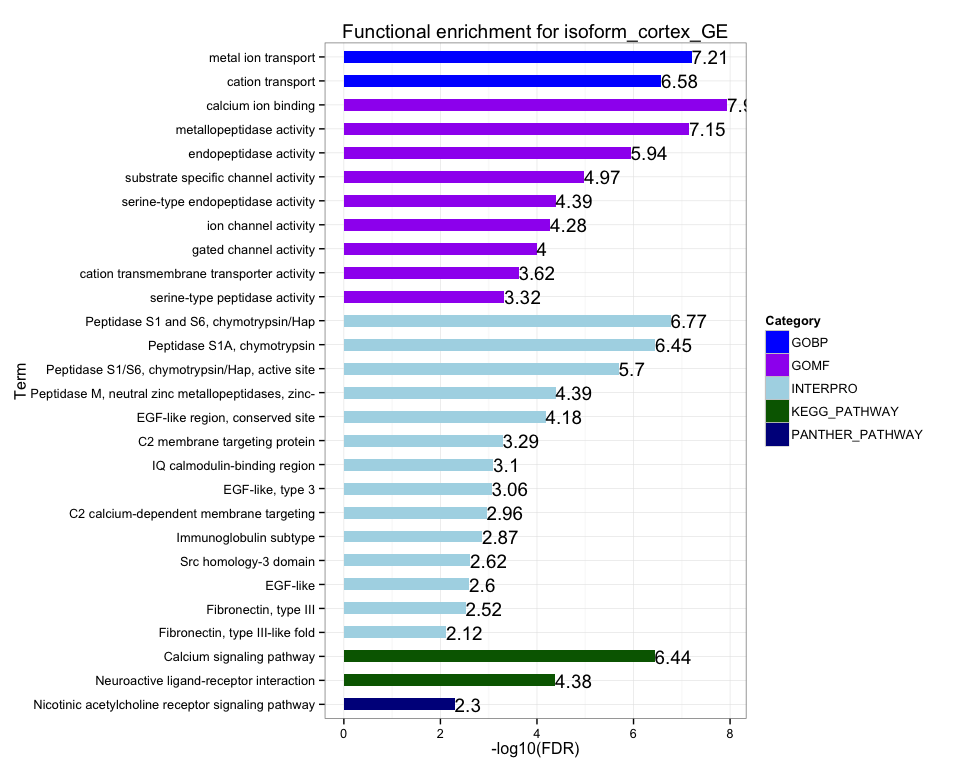 Functional enrichment for isoform_cortex_GE
metal ion transport 7.21
cation transport 6.58
calcium ion binding
metallopeptidase activity 7.15
endopeptidase activity 5.94
substrate specific channel activity 4.97
serine-type endopeptidase activity 4.39
ion channel activity 4.28
gated channel activity 4
cation transmembrane transporter activity 3.62
serine-type peptidase activity 3.32
Peptidase S1 and S6, chymotrypsin/Hap 6.77
Peptidase S1A, chymotrypsin 6.45
Peptidase S1/S6, chymotrypsin/Hap, active site 5.7
Peptidase M, neutral zinc metallopeptidases, zinc- 4.39
EGF-like region, conserved site 4.18
C2 membrane targeting protein 3.29
IQ calmodulin-binding region 3.1
EGF-like, type 3 3.06
C2 calcium-dependent membrane targeting 2.96
Immunoglobulin subtype 2.87
Src homology-3 domain 2.62
EGF-like 2.6
Fibronectin, type III 2.52
Fibronectin, type III-like fold 2.12
Calcium signaling pathway 6.44
Neuroactive ligand-receptor interaction 4.38
Nicotinic acetylcholine receptor signaling pathway 2.3
0 2 4 6 8
-log10(FDR)
Term
Category
GOBP
GOMF
INTERPRO
KEGG_PATHWAY
PANTHER_PATHWAY